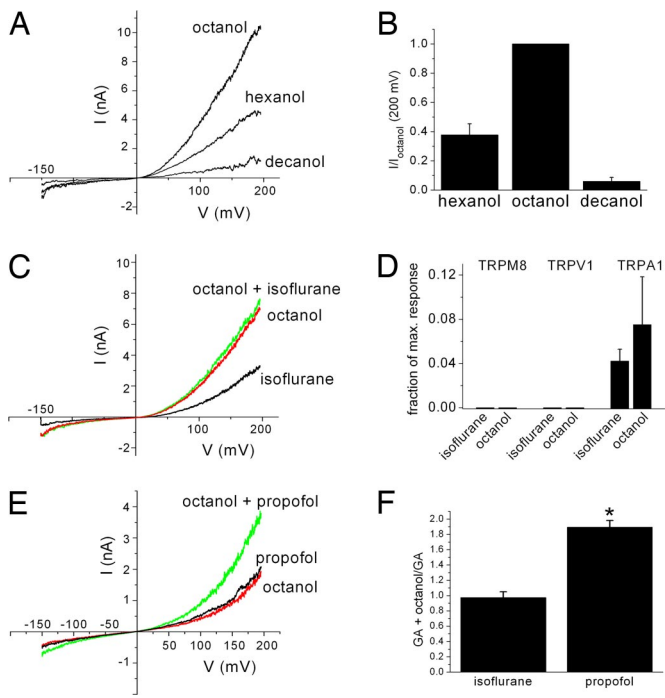 A
I (nA)
10
8
6
4
2
-2
-150
100
200
V (mV)
octanol
hexanol
decanol
B
I/Ioctanol (200 mV)
1.0
0.8
0.6
0.4
0.2
0.0
hexanol octanol decanol
C
I (nA)
10
8
6
4
2
-2
-150
100
200
V (mV)
octanol + isoflurane
octanol
isoflurane
D
fraction of max. response
0.12
0.08
0.04
0.00
TRPM8 TRPV1 TRPA1
isoflurane octanol isoflurane octanol isoflurane octanol
E
I (nA)
4
3
2
1
-1
-150 -100 -50
50 100 150 200
V (mV)
octanol + propofol
propofol
octanol
F
GA + octanol/GA
2.0
1.8
1.6
1.4
1.2
1.0
0.8
0.6
0.4
0.2
0.0
*
isoflurane propofol